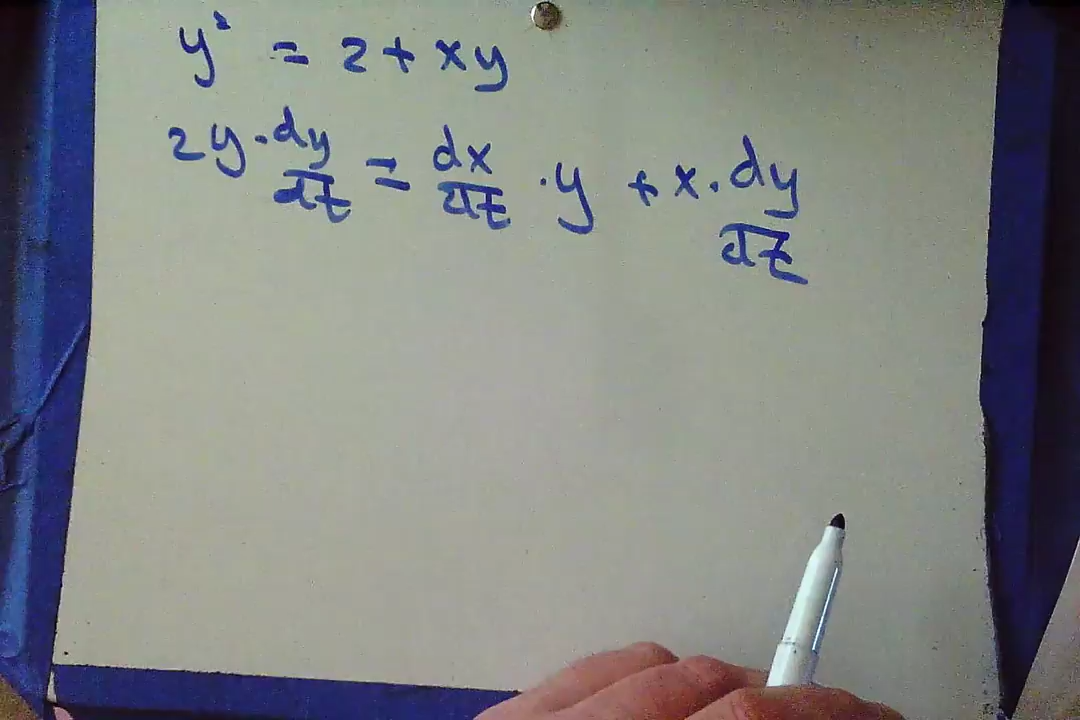 y² = 2 + xy
2y · dy/dt = dx/dt · y + x · dy/dt